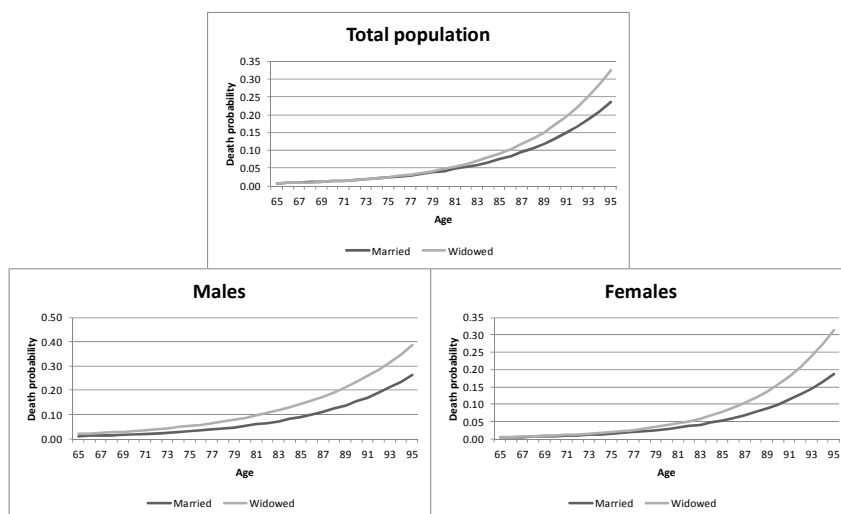 Total population
Death probability
0.35
0.30
0.25
0.20
0.15
0.10
0.05
0.00
65 67 69 71 73 75 77 79 81 83 85 87 89 91 93 95
Age
Married Widowed
Males
Death probability
0.50
0.40
0.30
0.20
0.10
0.00
65 67 69 71 73 75 77 79 81 83 85 87 89 91 93 95
Age
Married Widowed
Females
Death probability
0.35
0.30
0.25
0.20
0.15
0.10
0.05
0.00
65 67 69 71 73 75 77 79 81 83 85 87 89 91 93 95
Age
Married Widowed